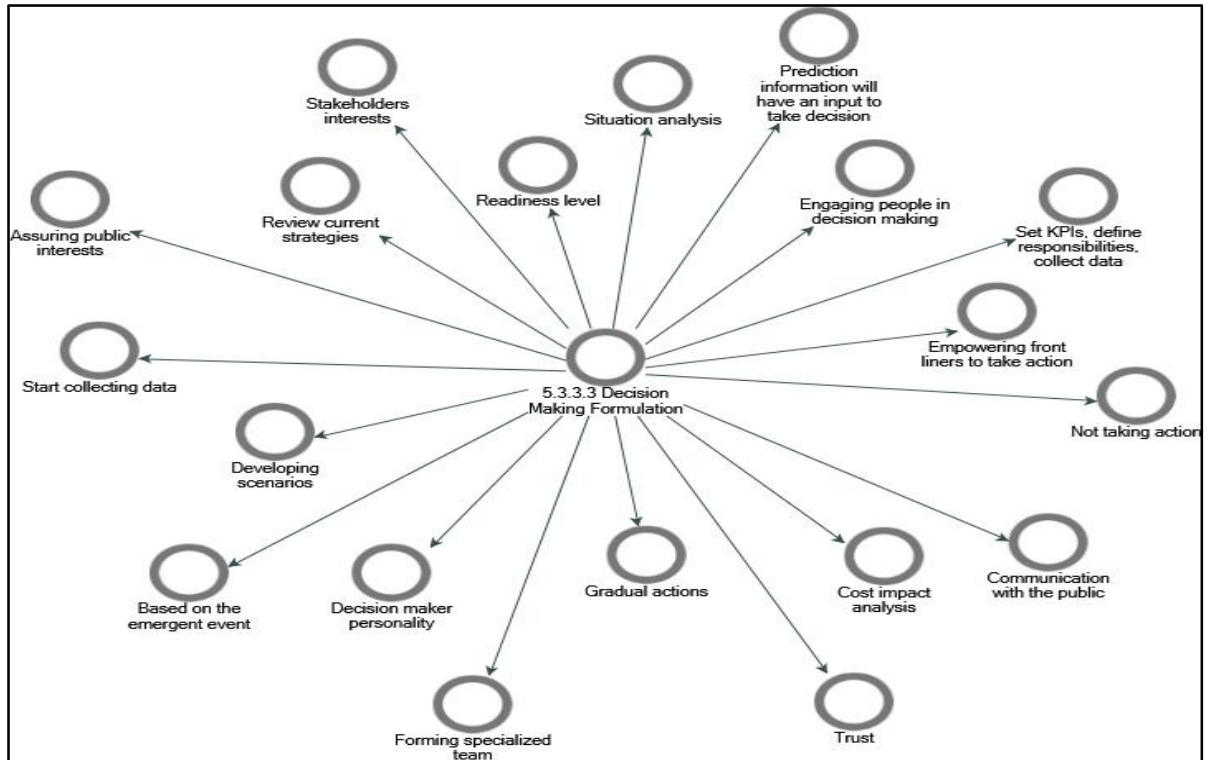 Prediction
information will
have an input to
take decision
Stakeholders
interests
Situation analysis
Readiness level
Engaging people in
decision making
Review current
strategies
Assuring public
interests
Set KPIs, define
responsibilities,
collect data
Empowering front
liners to take action
Start collecting data
5.3.3.3 Decision
Making Formulation
Not taking action
Developing
scenarios
Based on the
emergent event
Decision maker
personality
Gradual actions
Cost impact
analysis
Communication
with the public
Forming specialized
team
Trust